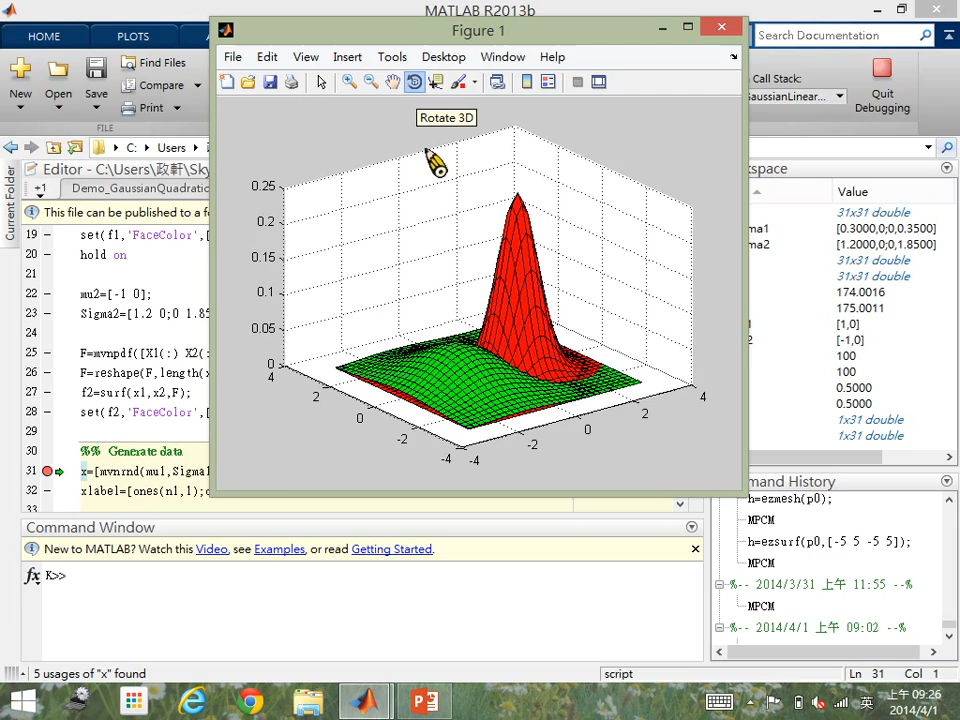 MATLAB R2013b
HOME
PLOTS
Search Documentation
New
Open
Save
Find Files
Compare
Print
FILE
Call Stack:
GaussianLinear...
Quit
Debugging
C:
Users
Figure 1
File
Edit
View
Insert
Tools
Desktop
Window
Help
Rotate 3D
0.25
0.2
0.15
0.1
0.05
0
4
2
0
-2
-4
-4
-2
0
2
4
Current Folder
Editor - C:\Users\政軒\Sky
+1
Demo_GaussianQuadratic
This file can be published to a fo
19 –
set(f1,'FaceColor',[
20 –
hold on
21
22 –
mu2=[-1 0];
23 –
Sigma2=[1.2 0;0 1.85
24
25 –
F=mvnpdf([X1(:) X2(:
26 –
F=reshape(F,length(x
27 –
f2=surf(x1,x2,F);
28 –
set(f2,'FaceColor',[
29
30
%% Generate data
31
x=[mvnrnd(mu1,Sigma1
32 –
xlabel=[ones(n1,1);
33
space
Value
31x31 double
ma1
[0.3000,0;0,0.3500]
ma2
[1.2000,0;0,1.8500]
31x31 double
31x31 double
174.0016
175.0011
[1,0]
[-1,0]
100
100
0.5000
0.5000
1x31 double
1x31 double
Command Window
New to MATLAB? Watch this Video, see Examples, or read Getting Started.
fx K>>
mand History
h=ezmesh(p0);
MPCM
h=ezsurf(p0,[-5 5 -5 5]);
MPCM
%-- 2014/3/31 上午 11:55 --%
MPCM
%-- 2014/4/1 上午 09:02 --%
5 usages of "x" found
script
Ln 31
Col 1
英
上午 09:26
2014/4/1